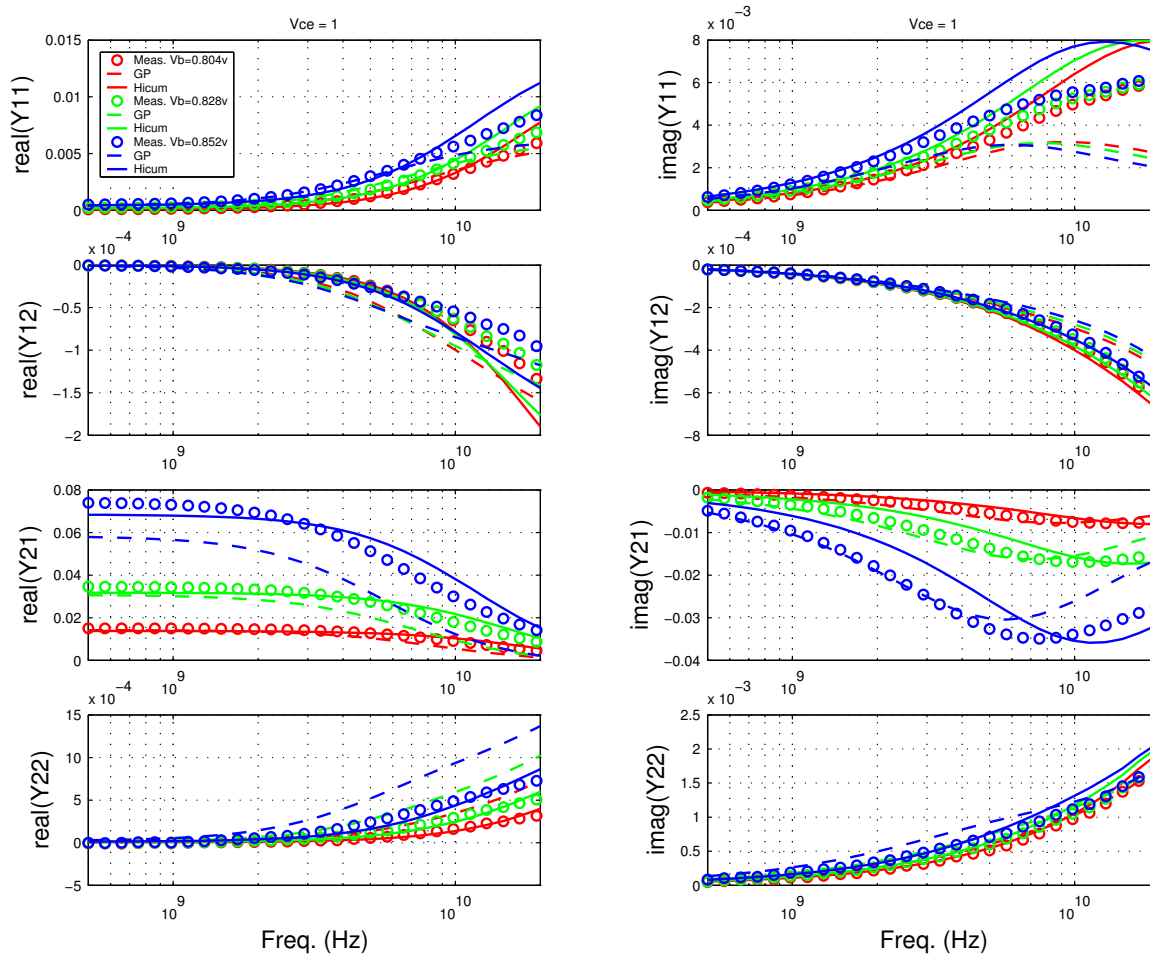 Vce = 1
0.015
0.01
0.005
0
real(Y11)
10^9
10^10
Meas. Vb=0.804v
GP
Hicum
Meas. Vb=0.828v
GP
Hicum
Meas. Vb=0.852v
GP
Hicum
Vce = 1
x 10^-3
8
6
4
2
0
imag(Y11)
10^9
10^10
x 10^-4
0
−0.5
−1
−1.5
−2
real(Y12)
10^9
10^10
x 10^-4
0
−2
−4
−6
−8
imag(Y12)
10^9
10^10
0.08
0.06
0.04
0.02
0
real(Y21)
10^9
10^10
0
−0.01
−0.02
−0.03
−0.04
imag(Y21)
10^9
10^10
x 10^-4
15
10
5
0
−5
real(Y22)
10^9
10^10
Freq. (Hz)
x 10^-3
2.5
2
1.5
1
0.5
0
imag(Y22)
10^9
10^10
Freq. (Hz)